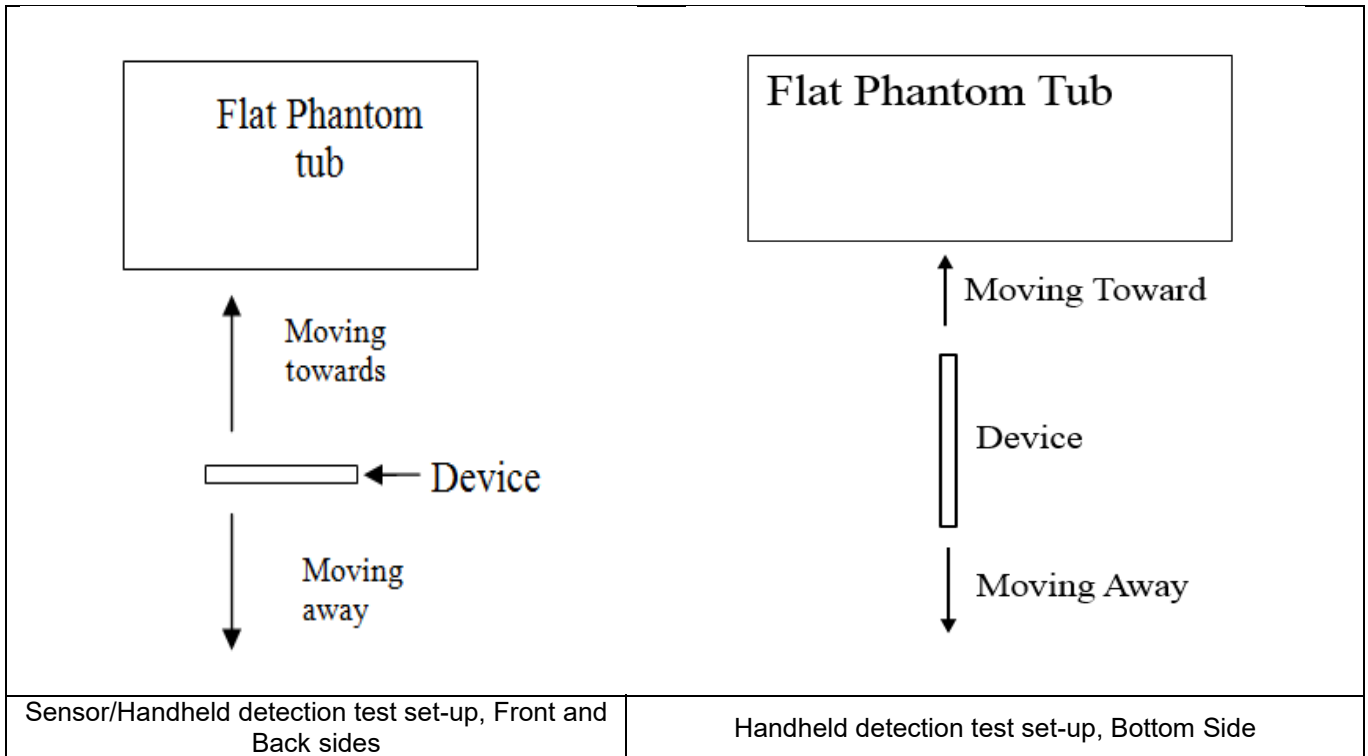 Flat Phantom
tub
Moving
towards
Device
Moving
away
Flat Phantom Tub
Moving Toward
Device
Moving Away
Sensor/Handheld detection test set-up, Front and
Back sides
Handheld detection test set-up, Bottom Side